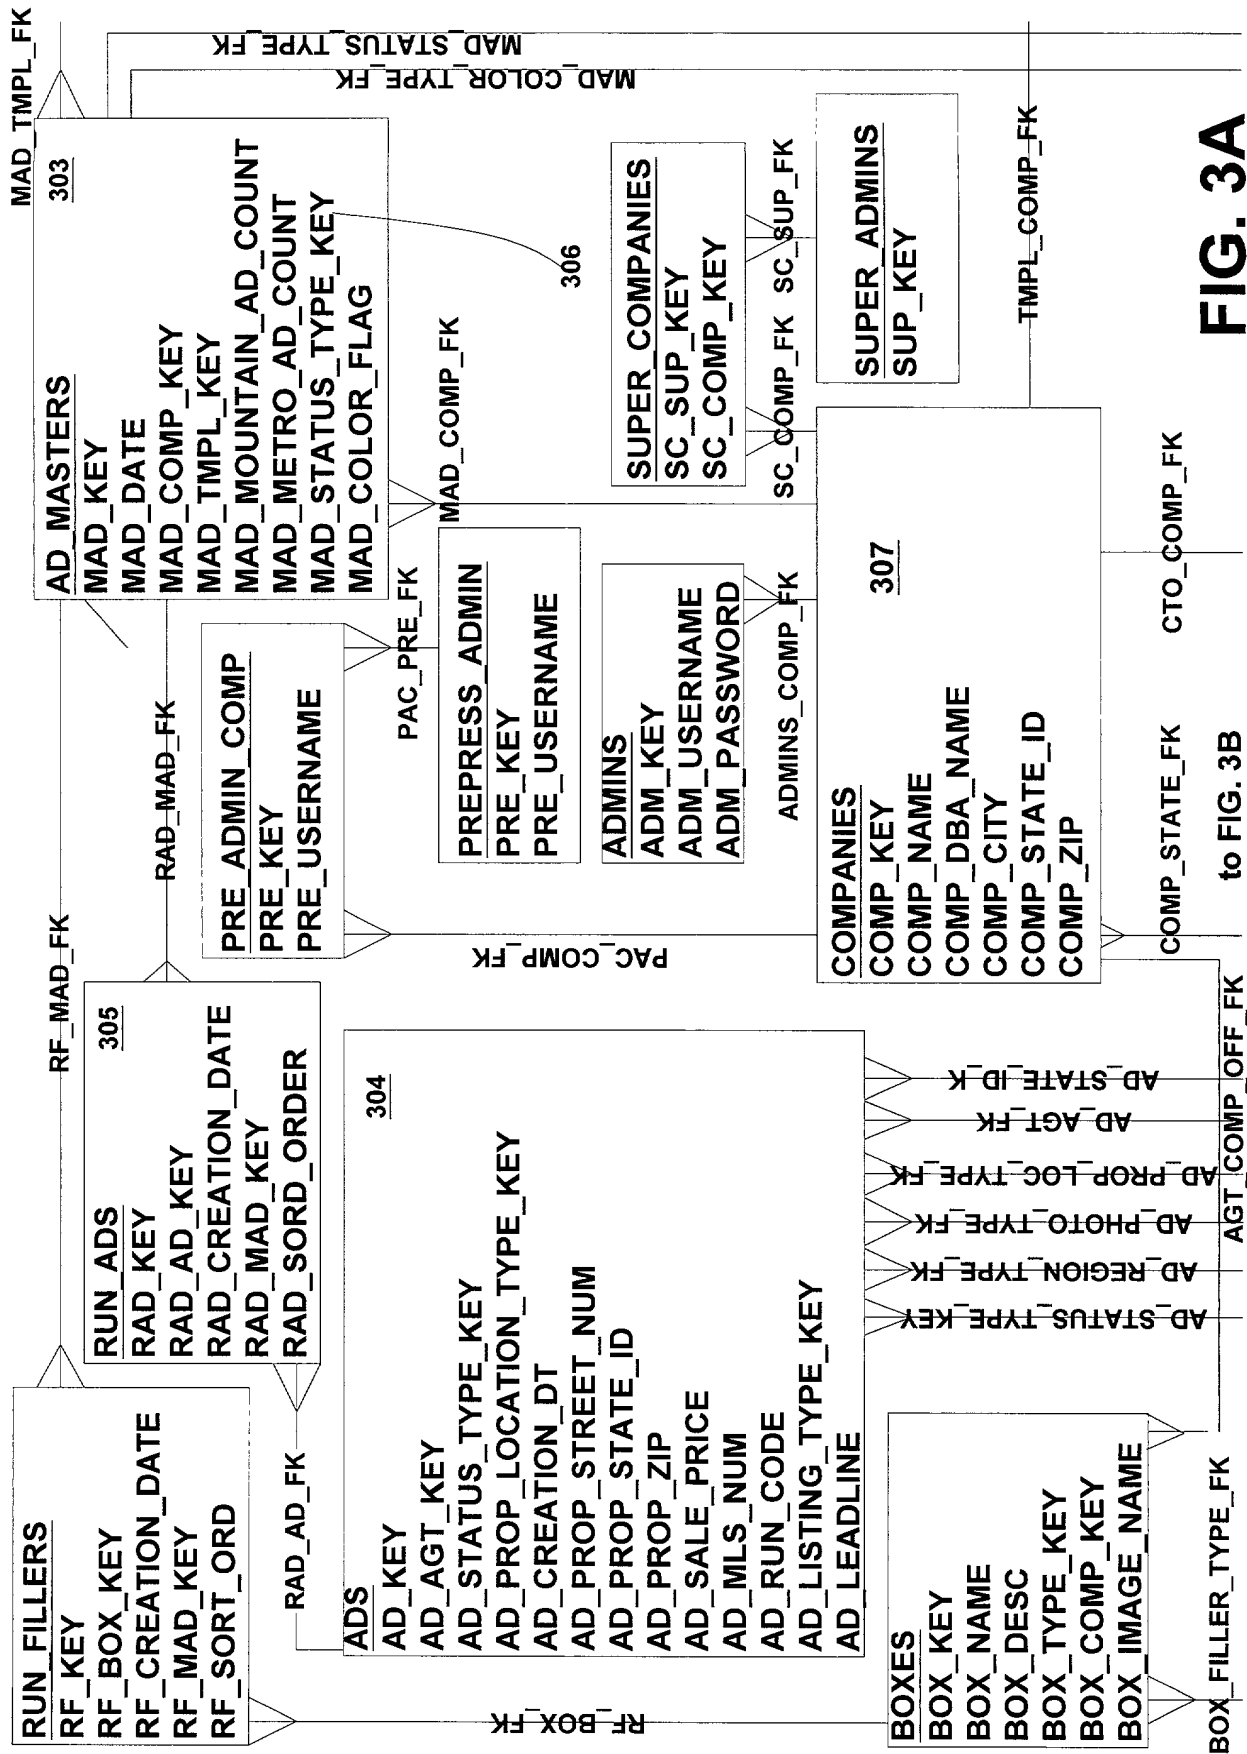 RUN_FILLERS
RF_KEY
RF_BOX_KEY
RF_CREATION_DATE
RF_MAD_KEY
RF_SORT_ORD
RF_MAD_FK
MAD_TMPL_FK
AD_MASTERS
303
MAD_KEY
MAD_DATE
MAD_COMP_KEY
MAD_TMPL_KEY
MAD_MOUNTAIN_AD_COUNT
MAD_METRO_AD_COUNT
MAD_STATUS_TYPE_KEY
MAD_COLOR_FLAG
MAD_STATUS_TYPE_FK
MAD_COLOR_TYPE_FK
RUN_ADS
305
RAD_KEY
RAD_AD_KEY
RAD_CREATION_DATE
RAD_MAD_KEY
RAD_SORD_ORDER
RAD_MAD_FK
RAD_AD_FK
PRE_ADMIN_COMP
PRE_KEY
PRE_USERNAME
PAC_PRE_FK
PREPRESS_ADMIN
PRE_KEY
PRE_USERNAME
PAC_COMP_FK
MAD_COMP_FK
306
ADS
304
AD_KEY
AD_AGT_KEY
AD_STATUS_TYPE_KEY
AD_PROP_LOCATION_TYPE_KEY
AD_CREATION_DT
AD_PROP_STREET_NUM
AD_PROP_STATE_ID
AD_PROP_ZIP
AD_SALE_PRICE
AD_MLS_NUM
AD_RUN_CODE
AD_LISTING_TYPE_KEY
AD_LEADLINE
ADMINS
ADM_KEY
ADM_USERNAME
ADM_PASSWORD
ADMINS_COMP_FK
SUPER_COMPANIES
SC_SUP_KEY
SC_COMP_KEY
SC_COMP_FK
SC_SUP_FK
SUPER_ADMINS
SUP_KEY
COMPANIES
307
COMP_KEY
COMP_NAME
COMP_DBA_NAME
COMP_CITY
COMP_STATE_ID
COMP_ZIP
TMPL_COMP_FK
RF_BOX_FK
BOXES
BOX_KEY
BOX_NAME
BOX_DESC
BOX_TYPE_KEY
BOX_COMP_KEY
BOX_IMAGE_NAME
AD_STATUS_TYPE_KEY
AD_REGION_TYPE_FK
AD_PHOTO_TYPE_FK
AD_PROP_LOC_TYPE_FK
AD_AGT_FK
AD_STATE_ID_K
COMP_STATE_FK
CTO_COMP_FK
BOX_FILLER_TYPE_FK
AGT_COMP_OFF_FK
to FIG. 3B
FIG. 3A